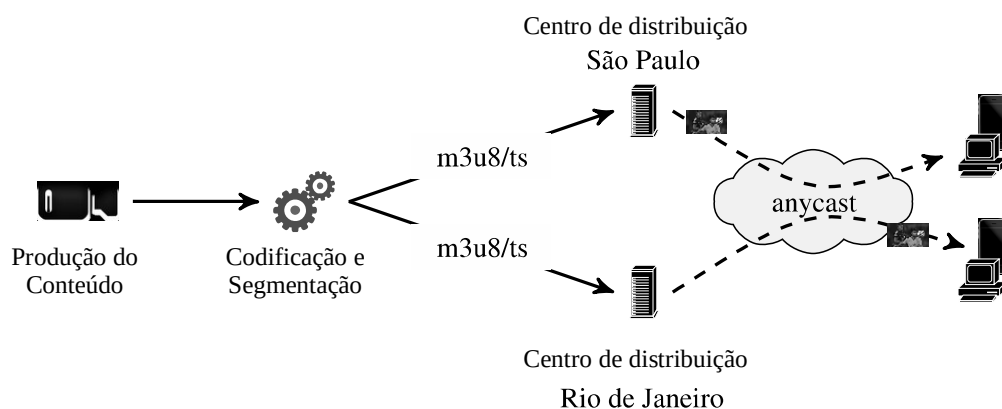 Centro de distribuição
São Paulo
m3u8/ts
anycast
m3u8/ts
Produção do
Conteúdo
Codificação e
Segmentação
Centro de distribuição
Rio de Janeiro